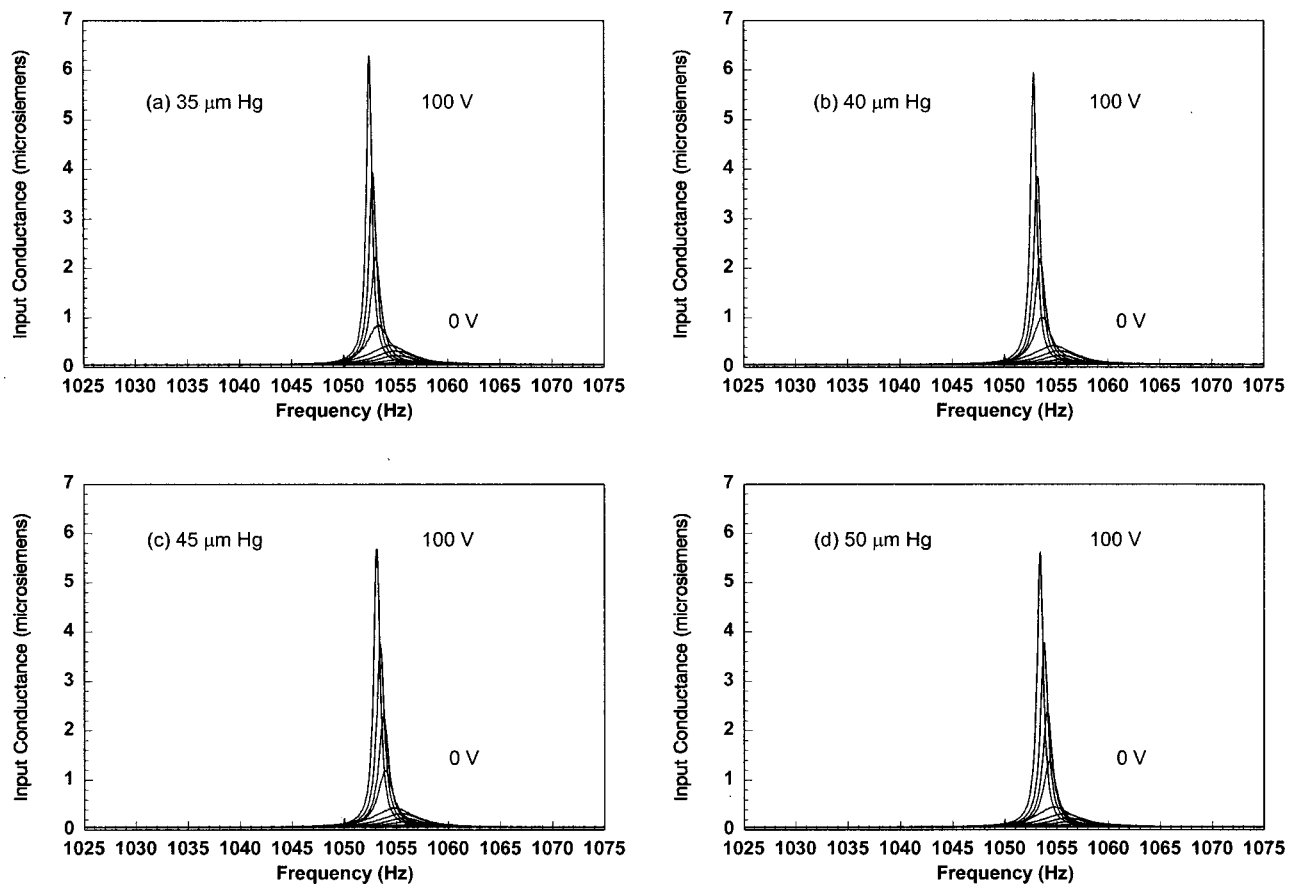 7
6
5
4
3
2
1
0
Input Conductance (microsiemens)
(a) 35 μm Hg
100 V
0 V
1025 1030 1035 1040 1045 1050 1055 1060 1065 1070 1075
Frequency (Hz)
7
6
5
4
3
2
1
0
Input Conductance (microsiemens)
(b) 40 μm Hg
100 V
0 V
1025 1030 1035 1040 1045 1050 1055 1060 1065 1070 1075
Frequency (Hz)
7
6
5
4
3
2
1
0
Input Conductance (microsiemens)
(c) 45 μm Hg
100 V
0 V
1025 1030 1035 1040 1045 1050 1055 1060 1065 1070 1075
Frequency (Hz)
7
6
5
4
3
2
1
0
Input Conductance (microsiemens)
(d) 50 μm Hg
100 V
0 V
1025 1030 1035 1040 1045 1050 1055 1060 1065 1070 1075
Frequency (Hz)